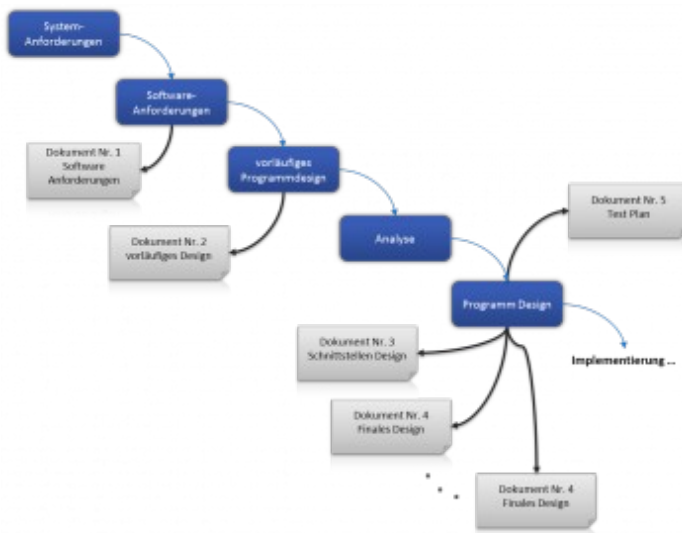 System-
Anforderungen
Software-
Anforderungen
Dokument Nr. 1
Software
Anforderungen
vorläufiges
Programmdesign
Dokument Nr. 2
vorläufiges Design
Analyse
Dokument Nr. 5
Test Plan
Programm Design
Dokument Nr. 3
Schnittstellen Design
Implementierung ...
Dokument Nr. 4
Finales Design
Dokument Nr. 4
Finales Design